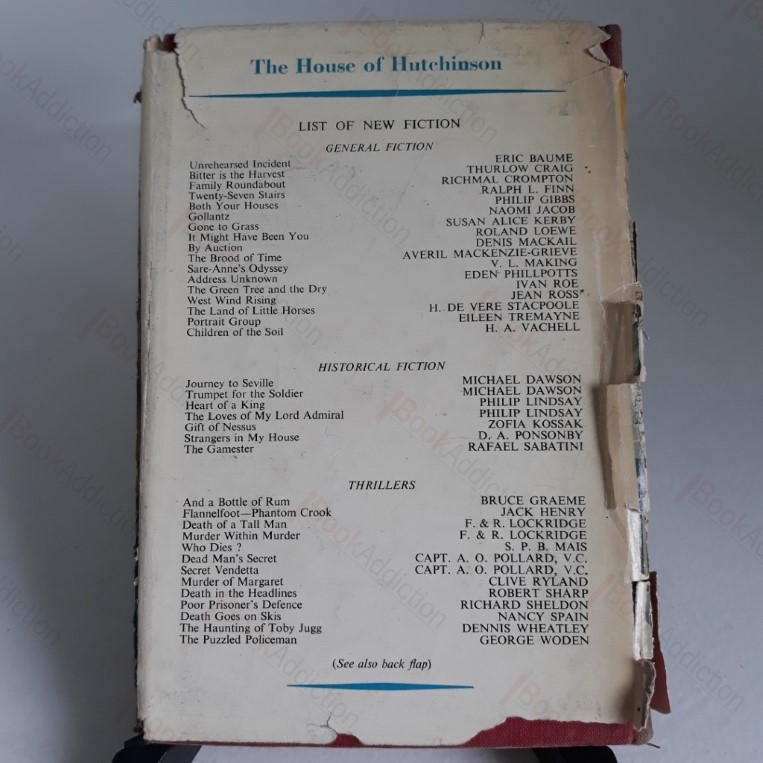 The House of Hutchinson
LIST OF NEW FICTION
GENERAL FICTION
Unrehearsed Incident ERIC BAUME
Bitter is the Harvest THURLOW CRAIG
Family Roundabout RICHMAL CROMPTON
Twenty-Seven Stairs RALPH L. FINN
Both Your Houses PHILIP GIBBS
Gollantz NAOMI JACOB
Gone to Grass SUSAN ALICE KERBY
It Might Have Been You ROLAND LOEWE
By Auction DENIS MACKAIL
The Brood of Time AVERIL MACKENZIE-GRIEVE
Sare-Anne's Odyssey V. L. MAKING
Address Unknown EDEN PHILLPOTTS
The Green Tree and the Dry IVAN ROE
West Wind Rising JEAN ROSS
The Land of Little Horses H. DE VERE STACPOOLE
Portrait Group EILEEN TREMAYNE
Children of the Soil H. A. VACHELL
HISTORICAL FICTION
Journey to Seville MICHAEL DAWSON
Trumpet for the Soldier MICHAEL DAWSON
Heart of a King PHILIP LINDSAY
The Loves of My Lord Admiral PHILIP LINDSAY
Gift of Nessus ZOFIA KOSSAK
Strangers in My House D. A. PONSONBY
The Gamester RAFAEL SABATINI
THRILLERS
And a Bottle of Rum BRUCE GRAEME
Flannelfoot—Phantom Crook JACK HENRY
Death of a Tall Man F. & R. LOCKRIDGE
Murder Within Murder F. & R. LOCKRIDGE
Who Dies ? S. P. B. MAIS
Dead Man's Secret CAPT. A. O. POLLARD, V.C.
Secret Vendetta CAPT. A. O. POLLARD, V.C.
Murder of Margaret CLIVE RYLAND
Death in the Headlines ROBERT SHARP
Poor Prisoner's Defence RICHARD SHELDON
Death Goes on Skis NANCY SPAIN
The Haunting of Toby Jugg DENNIS WHEATLEY
The Puzzled Policeman GEORGE WODEN
(See also back flap)
BookAddiction